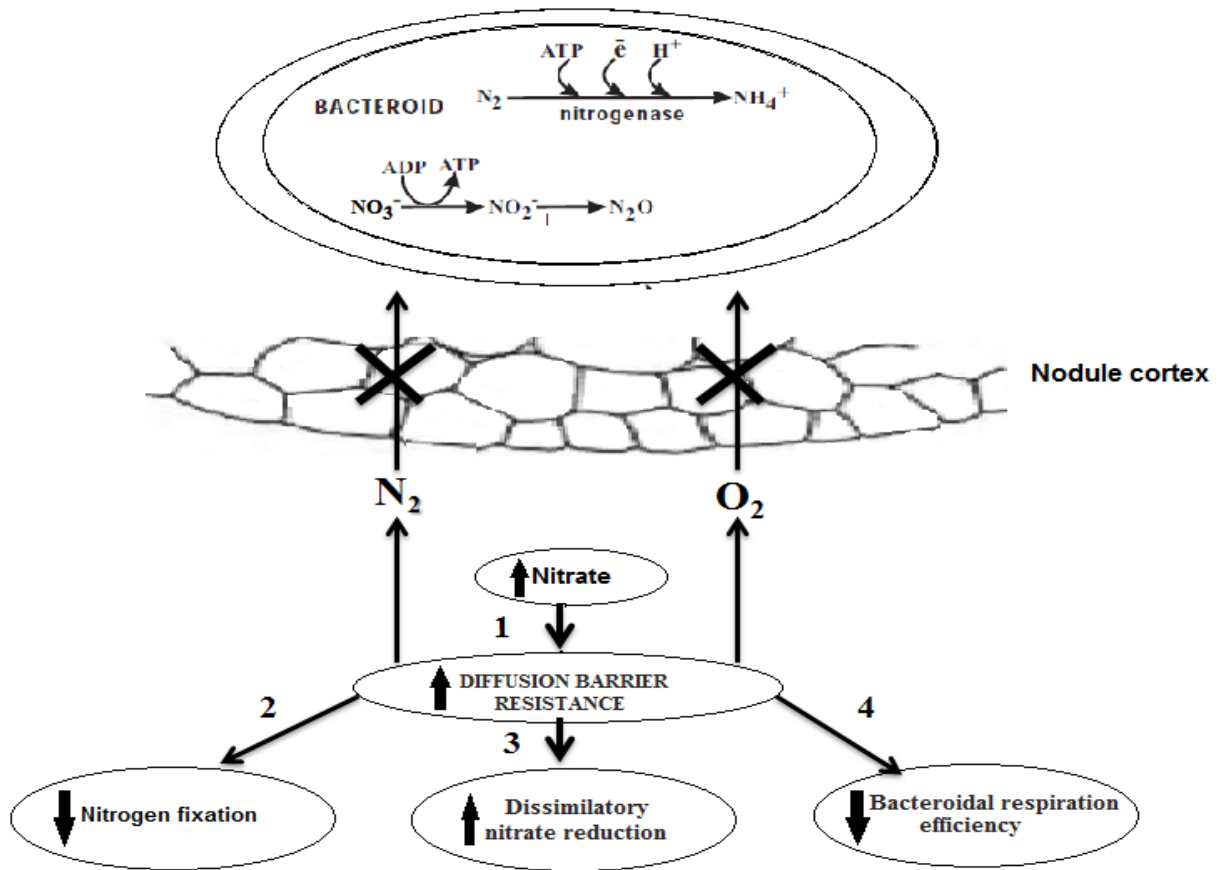 ATP ē H⁺
BACTEROID
N₂ NH₄⁺
nitrogenase
ADP ATP
NO₃⁻ NO₂⁻ N₂O
Nodule cortex
N₂ O₂
Nitrate
1
DIFFUSION BARRIER
RESISTANCE
2
3
4
Nitrogen fixation
Dissimilatory
nitrate reduction
Bacteroidal respiration
efficiency